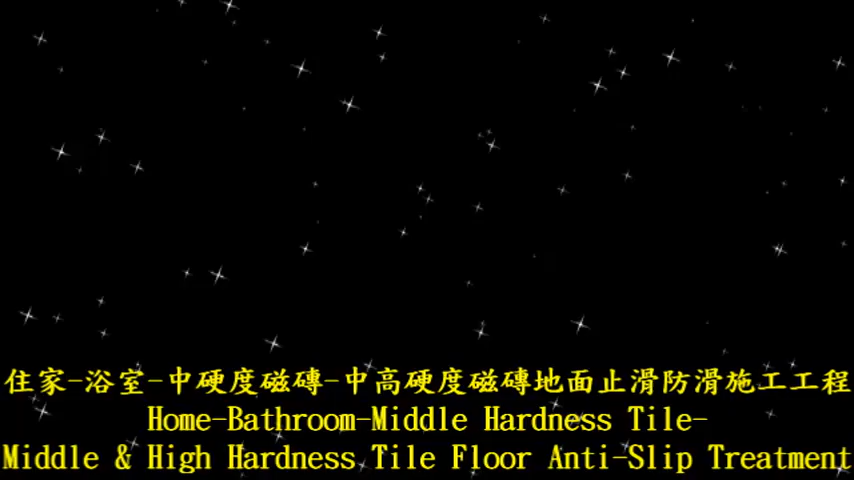 住家-浴室-中硬度磁磚-中高硬度磁磚地面止滑防滑施工工程
Home-Bathroom-Middle Hardness Tile-
Middle & High Hardness Tile Floor Anti-Slip Treatment